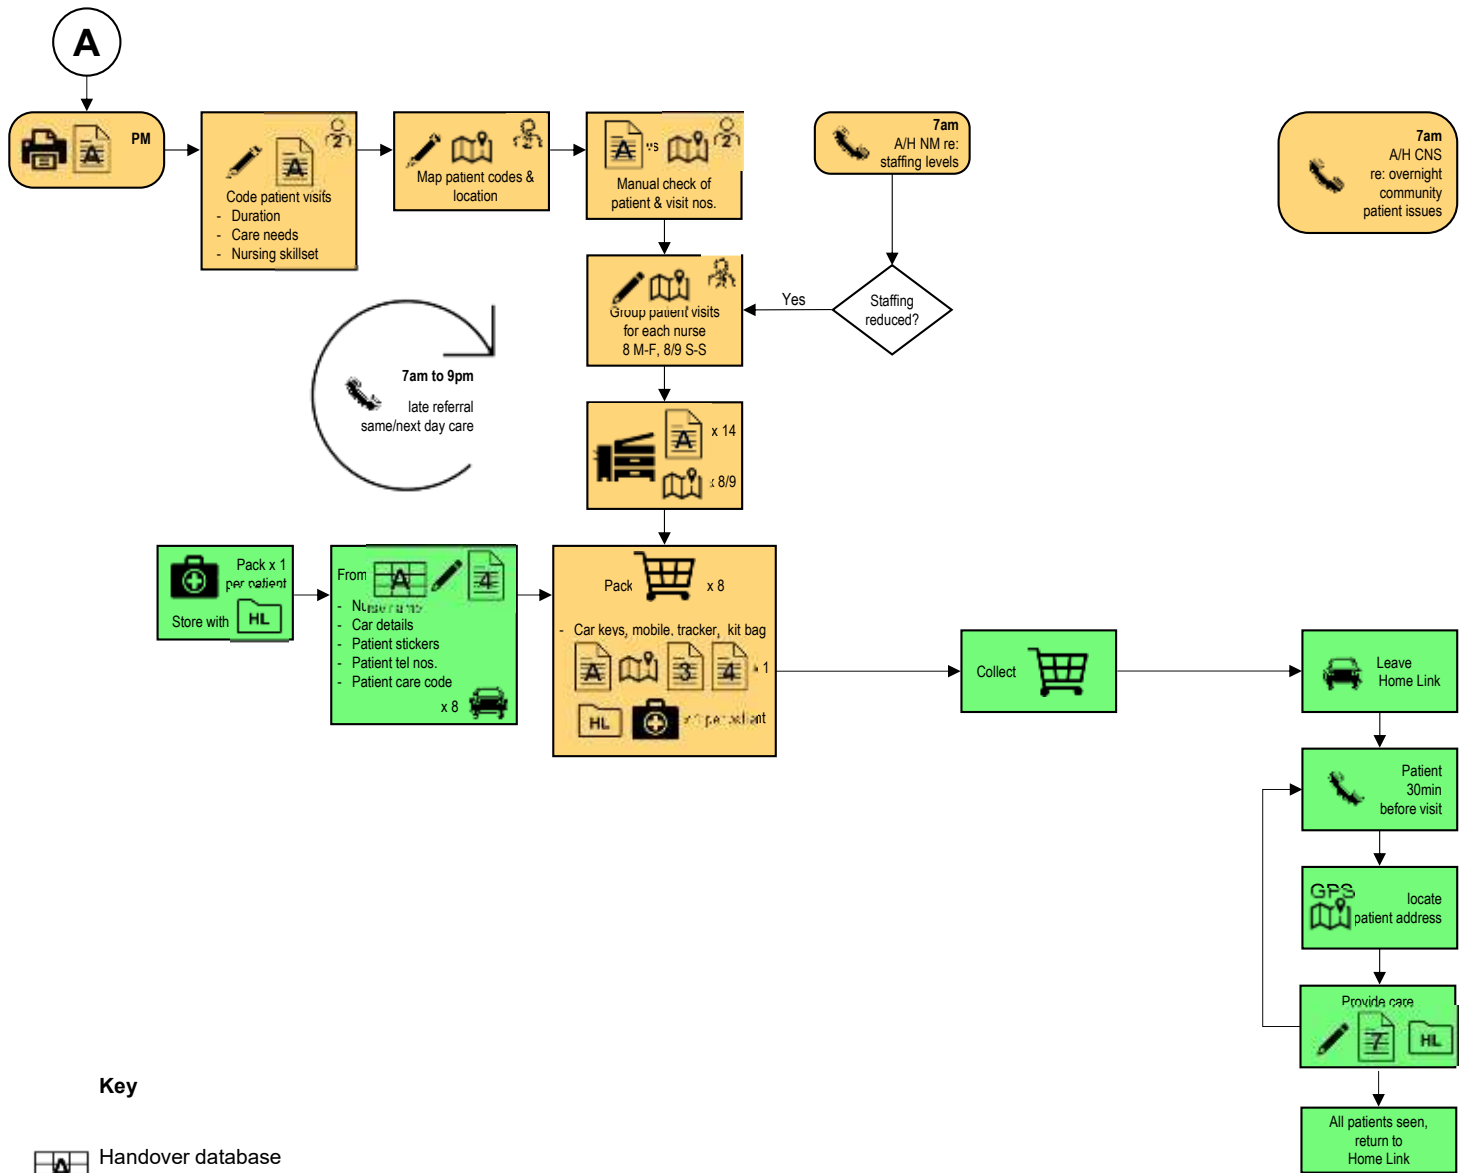 A
PM
A
2
A
Code patient visits
- Duration
- Care needs
- Nursing skillset
Map patient codes &
location
2
A
vs
Manual check of
patient & visit nos.
7am
A/H NM re:
staffing levels
7am
A/H CNS
re: overnight
community
patient issues
Group patient visits
for each nurse
8 M-F, 8/9 S-S
Yes
Staffing
reduced?
7am to 9pm
late referral
same/next day care
A
x 14
x 8/9
Pack x 1
per patient
Store with
HL
From
A
4
- Nurse name
- Car details
- Patient stickers
- Patient tel nos.
- Patient care code
x 8
Pack
x 8
- Car keys, mobile, tracker, kit bag
A
3
4
x 1
HL
x 1 per patient
Collect
Leave
Home Link
Patient
30min
before visit
GPS
locate
patient address
Provide care
7
HL
All patients seen,
return to
Home Link
Key
A
Handover database